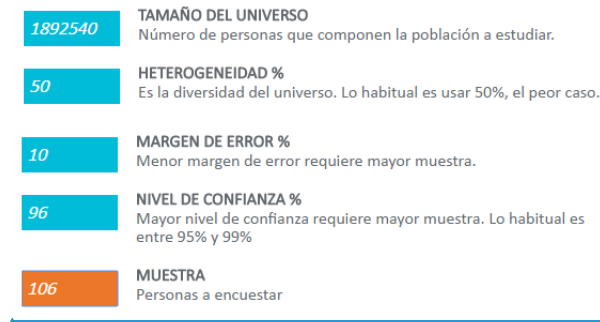 1892540
TAMAÑO DEL UNIVERSO
Número de personas que componen la población a estudiar.
50
HETEROGENEIDAD %
Es la diversidad del universo. Lo habitual es usar 50%, el peor caso.
10
MARGEN DE ERROR %
Menor margen de error requiere mayor muestra.
96
NIVEL DE CONFIANZA %
Mayor nivel de confianza requiere mayor muestra. Lo habitual es
entre 95% y 99%
106
MUESTRA
Personas a encuestar